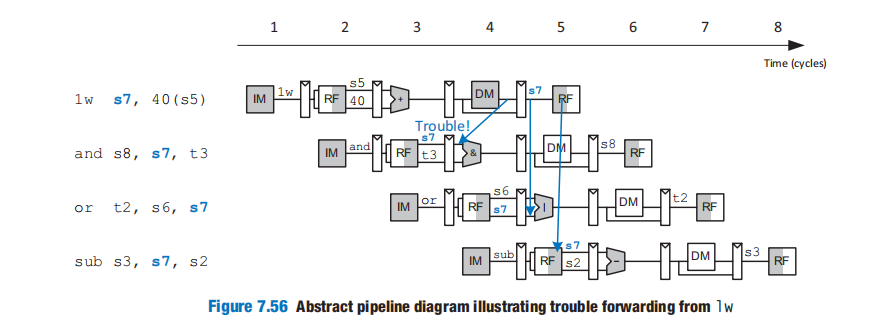 1 2 3 4 5 6 7 8
Time (cycles)
lw s7, 40(s5) IM lw RF s5 40 + DM s7 RF
Trouble!
and s8, s7, t3 IM and RF s7 t3 & DM s8 RF
or t2, s6, s7 IM or RF s6 s7 | DM t2 RF
sub s3, s7, s2 IM sub RF s7 s2 - DM s3 RF
Figure 7.56 Abstract pipeline diagram illustrating trouble forwarding from lw